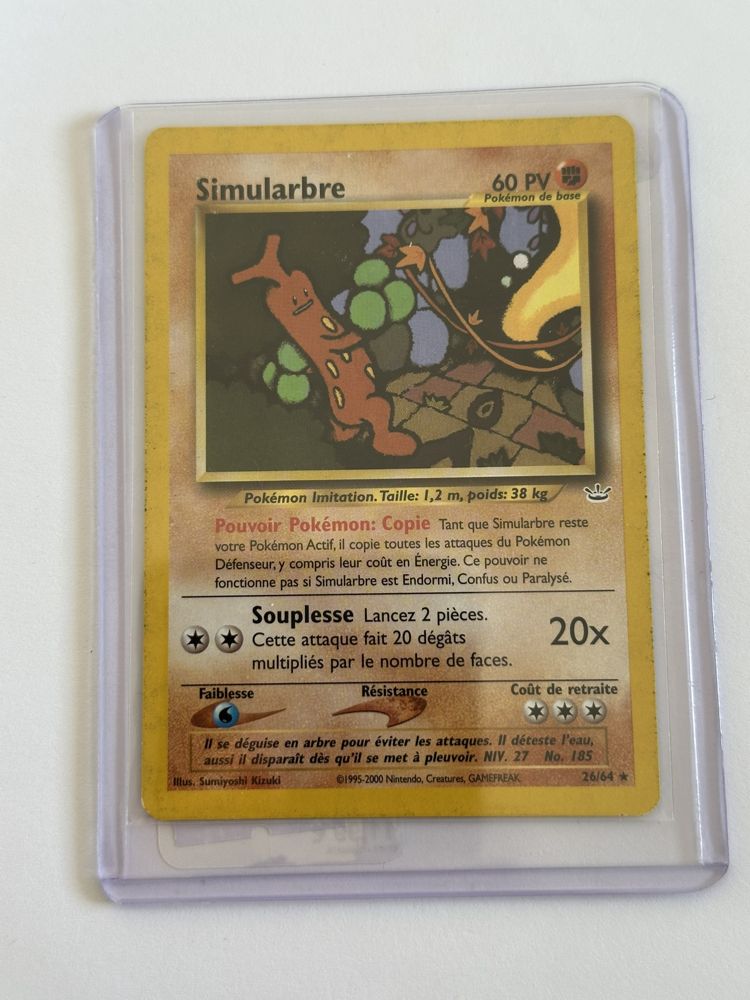 Simularbre
60 PV
Pokémon de base
Pokémon Imitation. Taille: 1,2 m, poids: 38 kg
Pouvoir Pokémon: Copie Tant que Simularbre reste
votre Pokémon Actif, il copie toutes les attaques du Pokémon
Défenseur, y compris leur coût en Énergie. Ce pouvoir ne
fonctionne pas si Simularbre est Endormi, Confus ou Paralysé.
Souplesse Lancez 2 pièces.
Cette attaque fait 20 dégâts
multipliés par le nombre de faces.
20x
Faiblesse
Résistance
Coût de retraite
Il se déguise en arbre pour éviter les attaques. Il déteste l'eau,
aussi il disparaît dès qu'il se met à pleuvoir. NIV. 27 No. 185
Illus. Sumiyoshi Kizuki
©1995-2000 Nintendo, Creatures, GAMEFREAK.
26/64 ★